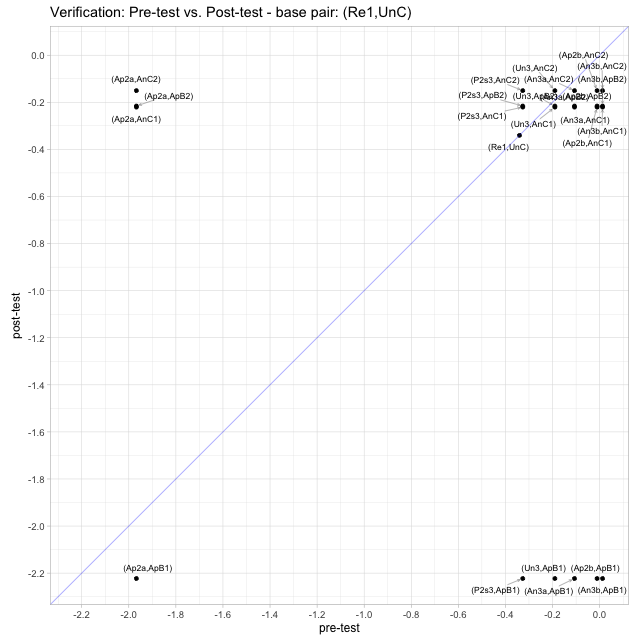 Verification: Pre-test vs. Post-test - base pair: (Re1,UnC)
(Ap2b,AnC2)
(Un3,AnC2)
(An3b,AnC2)
(Ap2a,AnC2)
(P2s3,AnC2)
(An3a,AnC2)
(An3b,ApB2)
(Ap2a,ApB2)
(P2s3,ApB2)
(Un3,ApB2)
(An3a,ApB2)
(Ap2b,ApB2)
(Ap2a,AnC1)
(P2s3,AnC1)
(Un3,AnC1)
(An3a,AnC1)
(An3b,AnC1)
(Re1,UnC)
(Ap2b,AnC1)
(Ap2a,ApB1)
(Un3,ApB1)
(Ap2b,ApB1)
(P2s3,ApB1)
(An3a,ApB1)
(An3b,ApB1)
0.0
-0.2
-0.4
-0.6
-0.8
-1.0
-1.2
-1.4
-1.6
-1.8
-2.0
-2.2
post-test
-2.2
-2.0
-1.8
-1.6
-1.4
-1.2
-1.0
-0.8
-0.6
-0.4
-0.2
0.0
pre-test